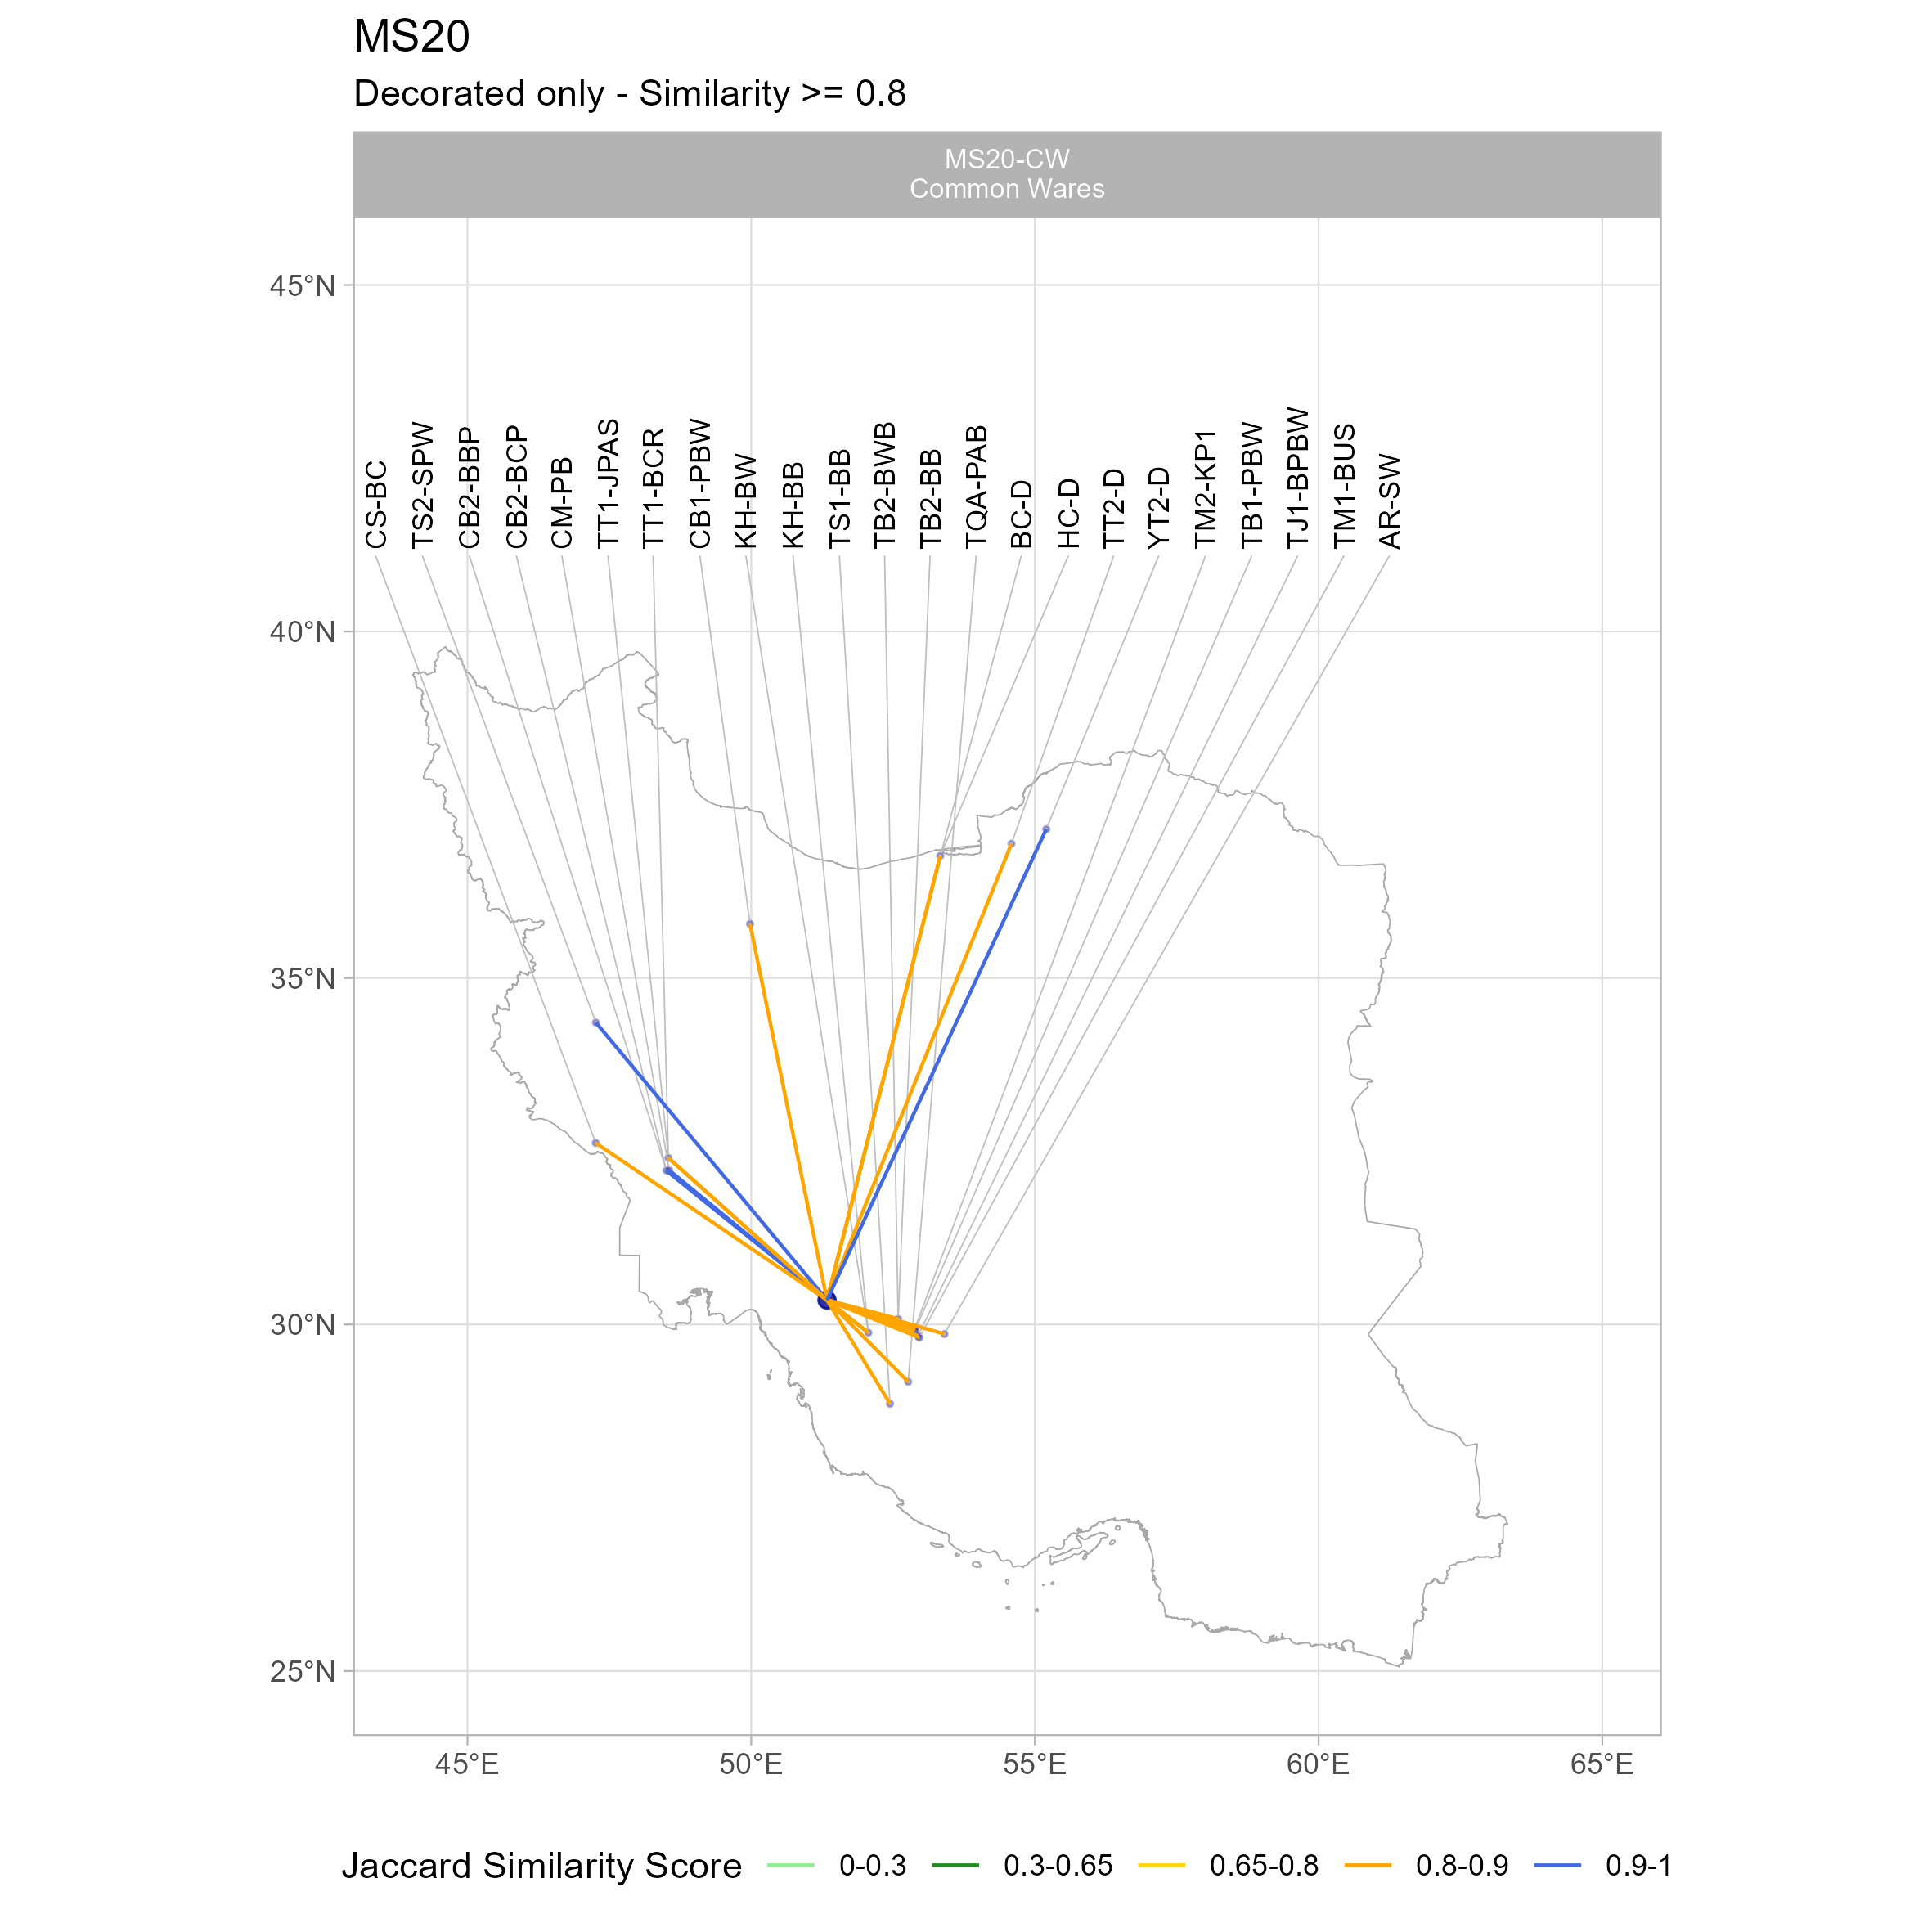 MS20
Decorated only - Similarity >= 0.8
MS20-CW
Common Wares
CS-BC
TS2-SPW
CB2-BBP
CB2-BCP
CM-PB
TT1-JPAS
TT1-BCR
CB1-PBW
KH-BW
KH-BB
TS1-BB
TB2-BWB
TB2-BB
TQA-PAB
BC-D
HC-D
TT2-D
YT2-D
TM2-KP1
TB1-PBW
TJ1-BPBW
TM1-BUS
AR-SW
45°N
40°N
35°N
30°N
25°N
45°E 50°E 55°E 60°E 65°E
Jaccard Similarity Score 0-0.3 0.3-0.65 0.65-0.8 0.8-0.9 0.9-1